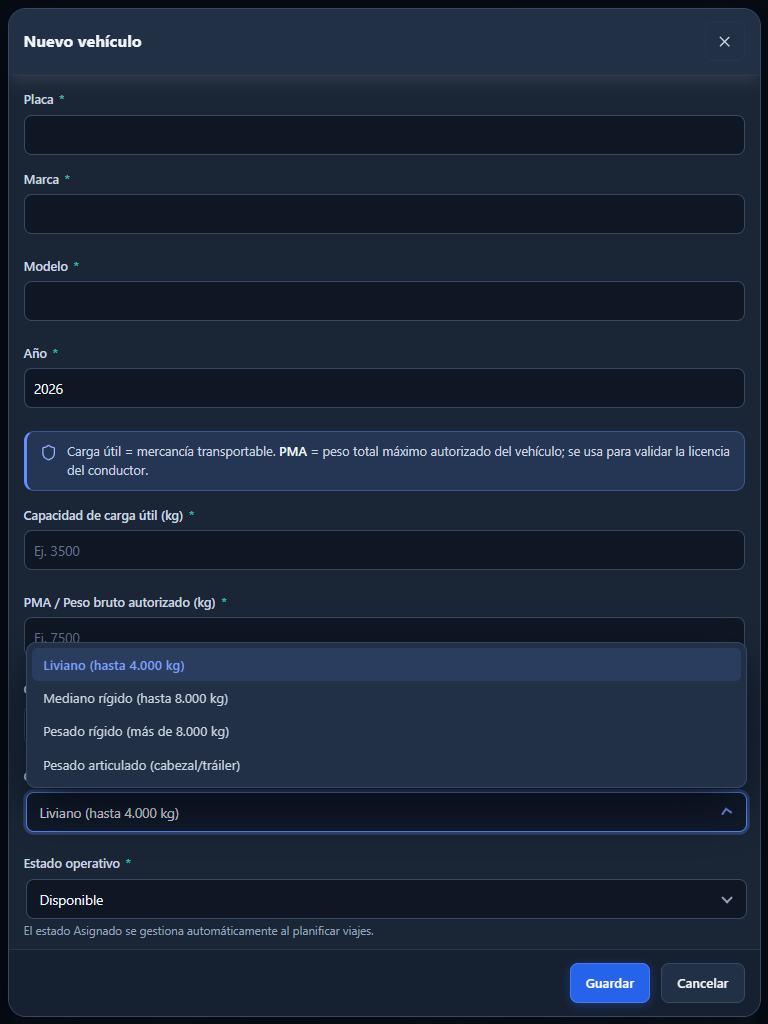 Nuevo vehículo
Placa *
Marca *
Modelo *
Año *
2026
Carga útil = mercancía transportable. PMA = peso total máximo autorizado del vehículo; se usa para validar la licencia
del conductor.
Capacidad de carga útil (kg) *
Ej. 3500
PMA / Peso bruto autorizado (kg) *
Ej. 7500
Liviano (hasta 4.000 kg)
Mediano rígido (hasta 8.000 kg)
Pesado rígido (más de 8.000 kg)
Pesado articulado (cabezal/tráiler)
Liviano (hasta 4.000 kg)
Estado operativo *
Disponible
El estado Asignado se gestiona automáticamente al planificar viajes.
Guardar
Cancelar